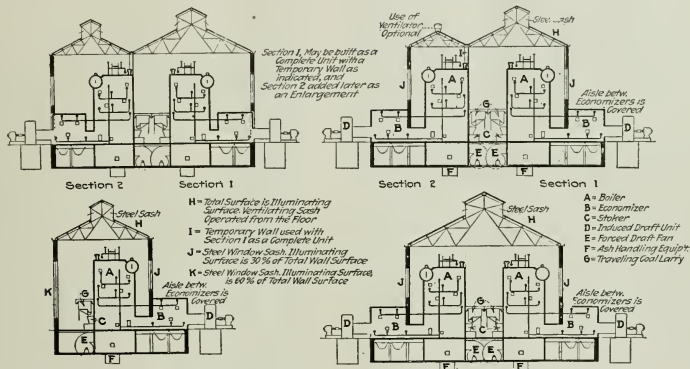 Section 1, May be built as a
Complete Unit with a
Temporary Wall as
indicated, and
Section 2 added later as
an Enlargement
Section 2
Section 1
Use of
Ventilator
Optional
Steel Sash
H
I
J
A
A
J
Aisle betw.
Economizers is
Covered
G
D
B
C
B
D
E
E
F
Section 2
Section 1
Steel Sash
H
K
J
A
G
Aisle betw.
Economizers is
Covered
C
B
D
E
F
H = Total Surface is Illuminating
Surface. Ventilating Sash
Operated from the Floor
I = Temporary Wall used with
Section 1 as a Complete Unit
J = Steel Window Sash. Illuminating
Surface is 30% of Total Wall Surface
K = Steel Window Sash. Illuminating Surface,
is 60% of Total Wall Surface
Steel Sash
H
J
A
A
J
G
Aisle betw.
Economizers is
Covered
D
B
C
B
D
E
E
F
F
A = Boiler
B = Economizer
C = Stoker
D = Induced Draft Unit
E = Forced Draft Fan
F = Ash Handling Equip't.
G = Traveling Coal Larry